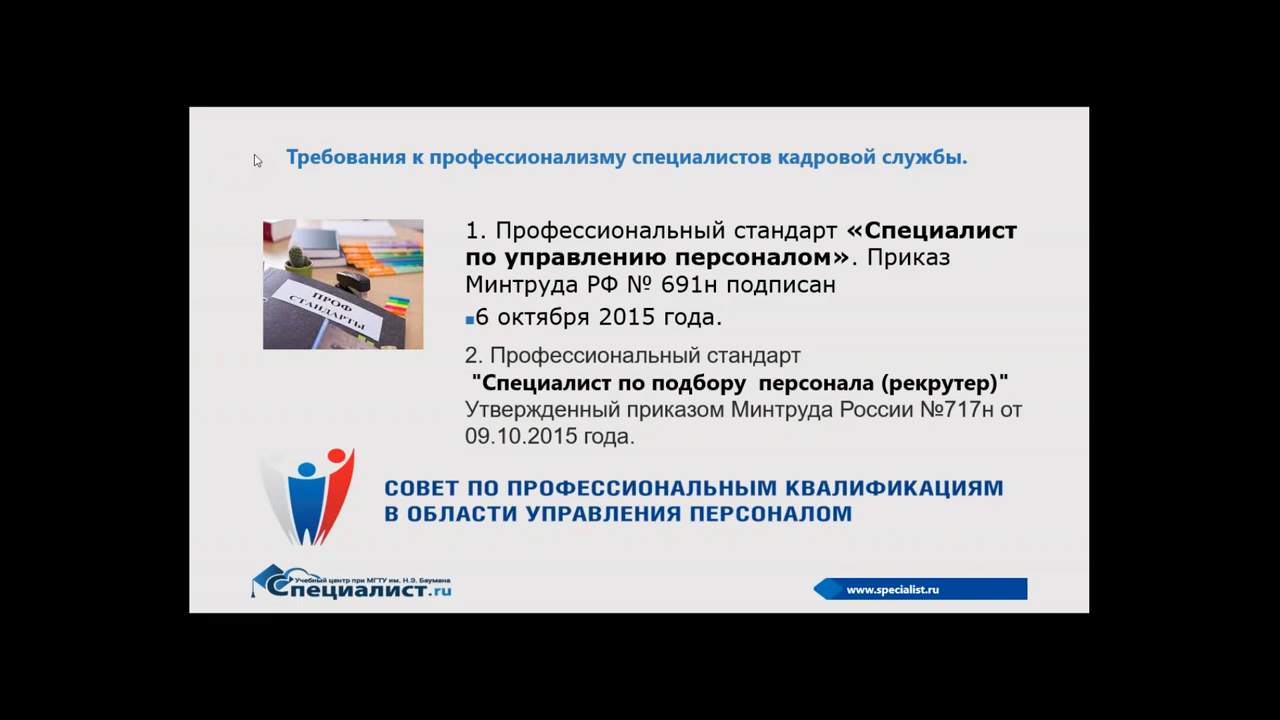 Требования к профессионализму специалистов кадровой службы.
ПРОФ
СТАНДАРТЫ
1. Профессиональный стандарт «Специалист
по управлению персоналом». Приказ
Минтруда РФ № 691н подписан
6 октября 2015 года.
2. Профессиональный стандарт
"Специалист по подбору персонала (рекрутер)"
Утвержденный приказом Минтруда России №717н от
09.10.2015 года.
СОВЕТ ПО ПРОФЕССИОНАЛЬНЫМ КВАЛИФИКАЦИЯМ
В ОБЛАСТИ УПРАВЛЕНИЯ ПЕРСОНАЛОМ
Учебный центр при МГТУ им. Н.Э. Баумана
Специалист.ru
www.specialist.ru